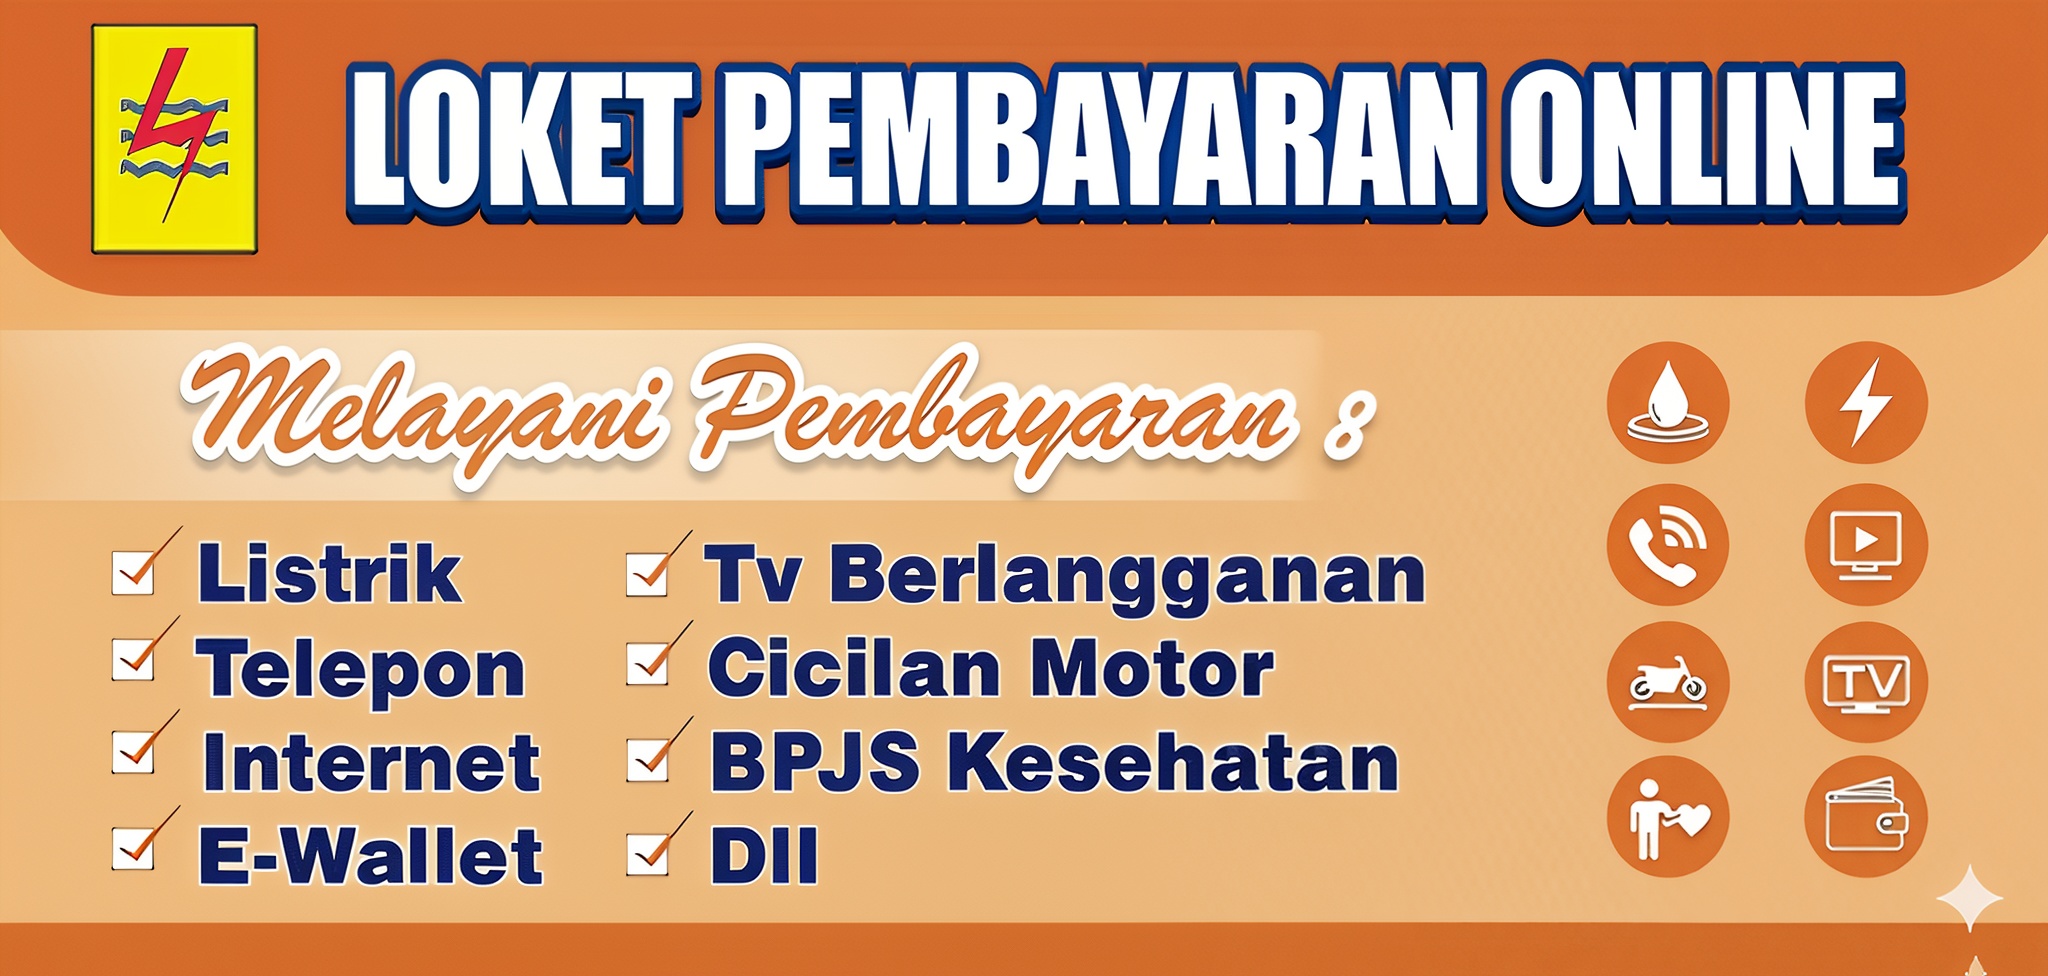 LOKET PEMBAYARAN ONLINE
Melayani Pembayaran :
Listrik
Telepon
Internet
E-Wallet
Tv Berlangganan
Cicilan Motor
BPJS Kesehatan
Dll
TV